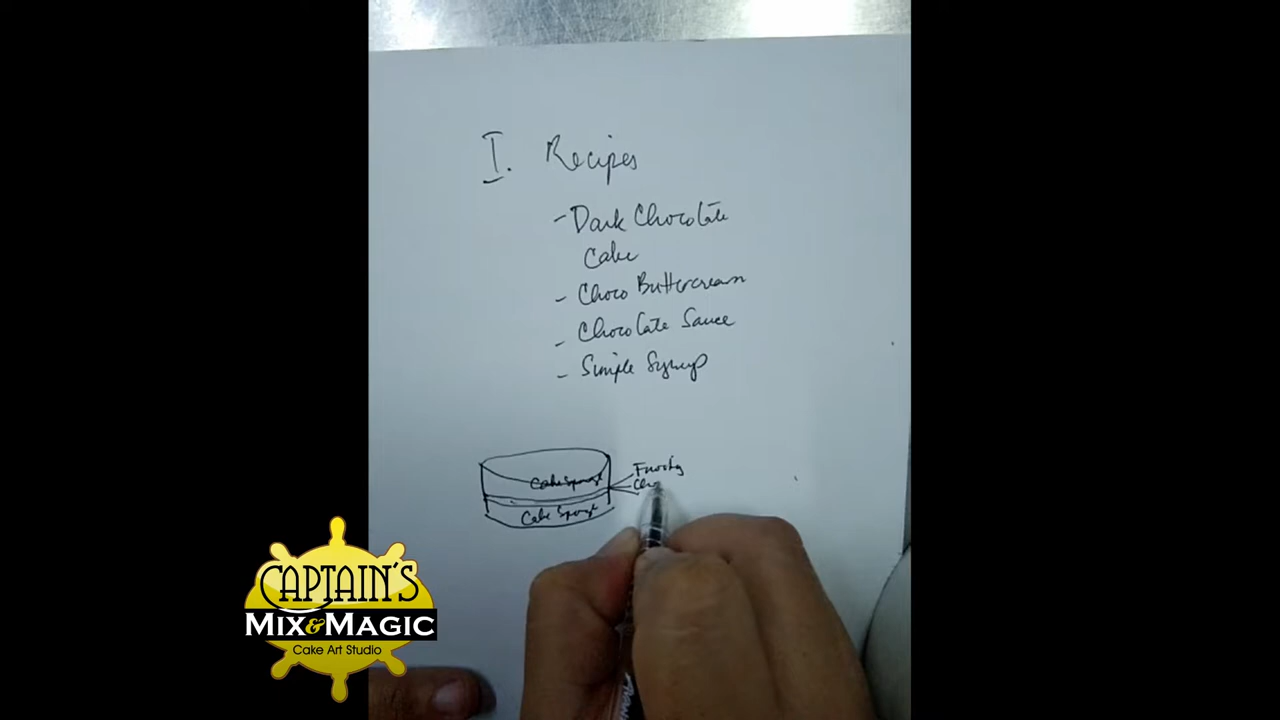 I. Recipes
- Dark Chocolate
Cake
- Choco Buttercream
- Chocolate Sauce
- Simple Syrup
Cake Sponge
Cake Sponge
Frosting
Cho
CAPTAIN'S
MIX & MAGIC
Cake Art Studio